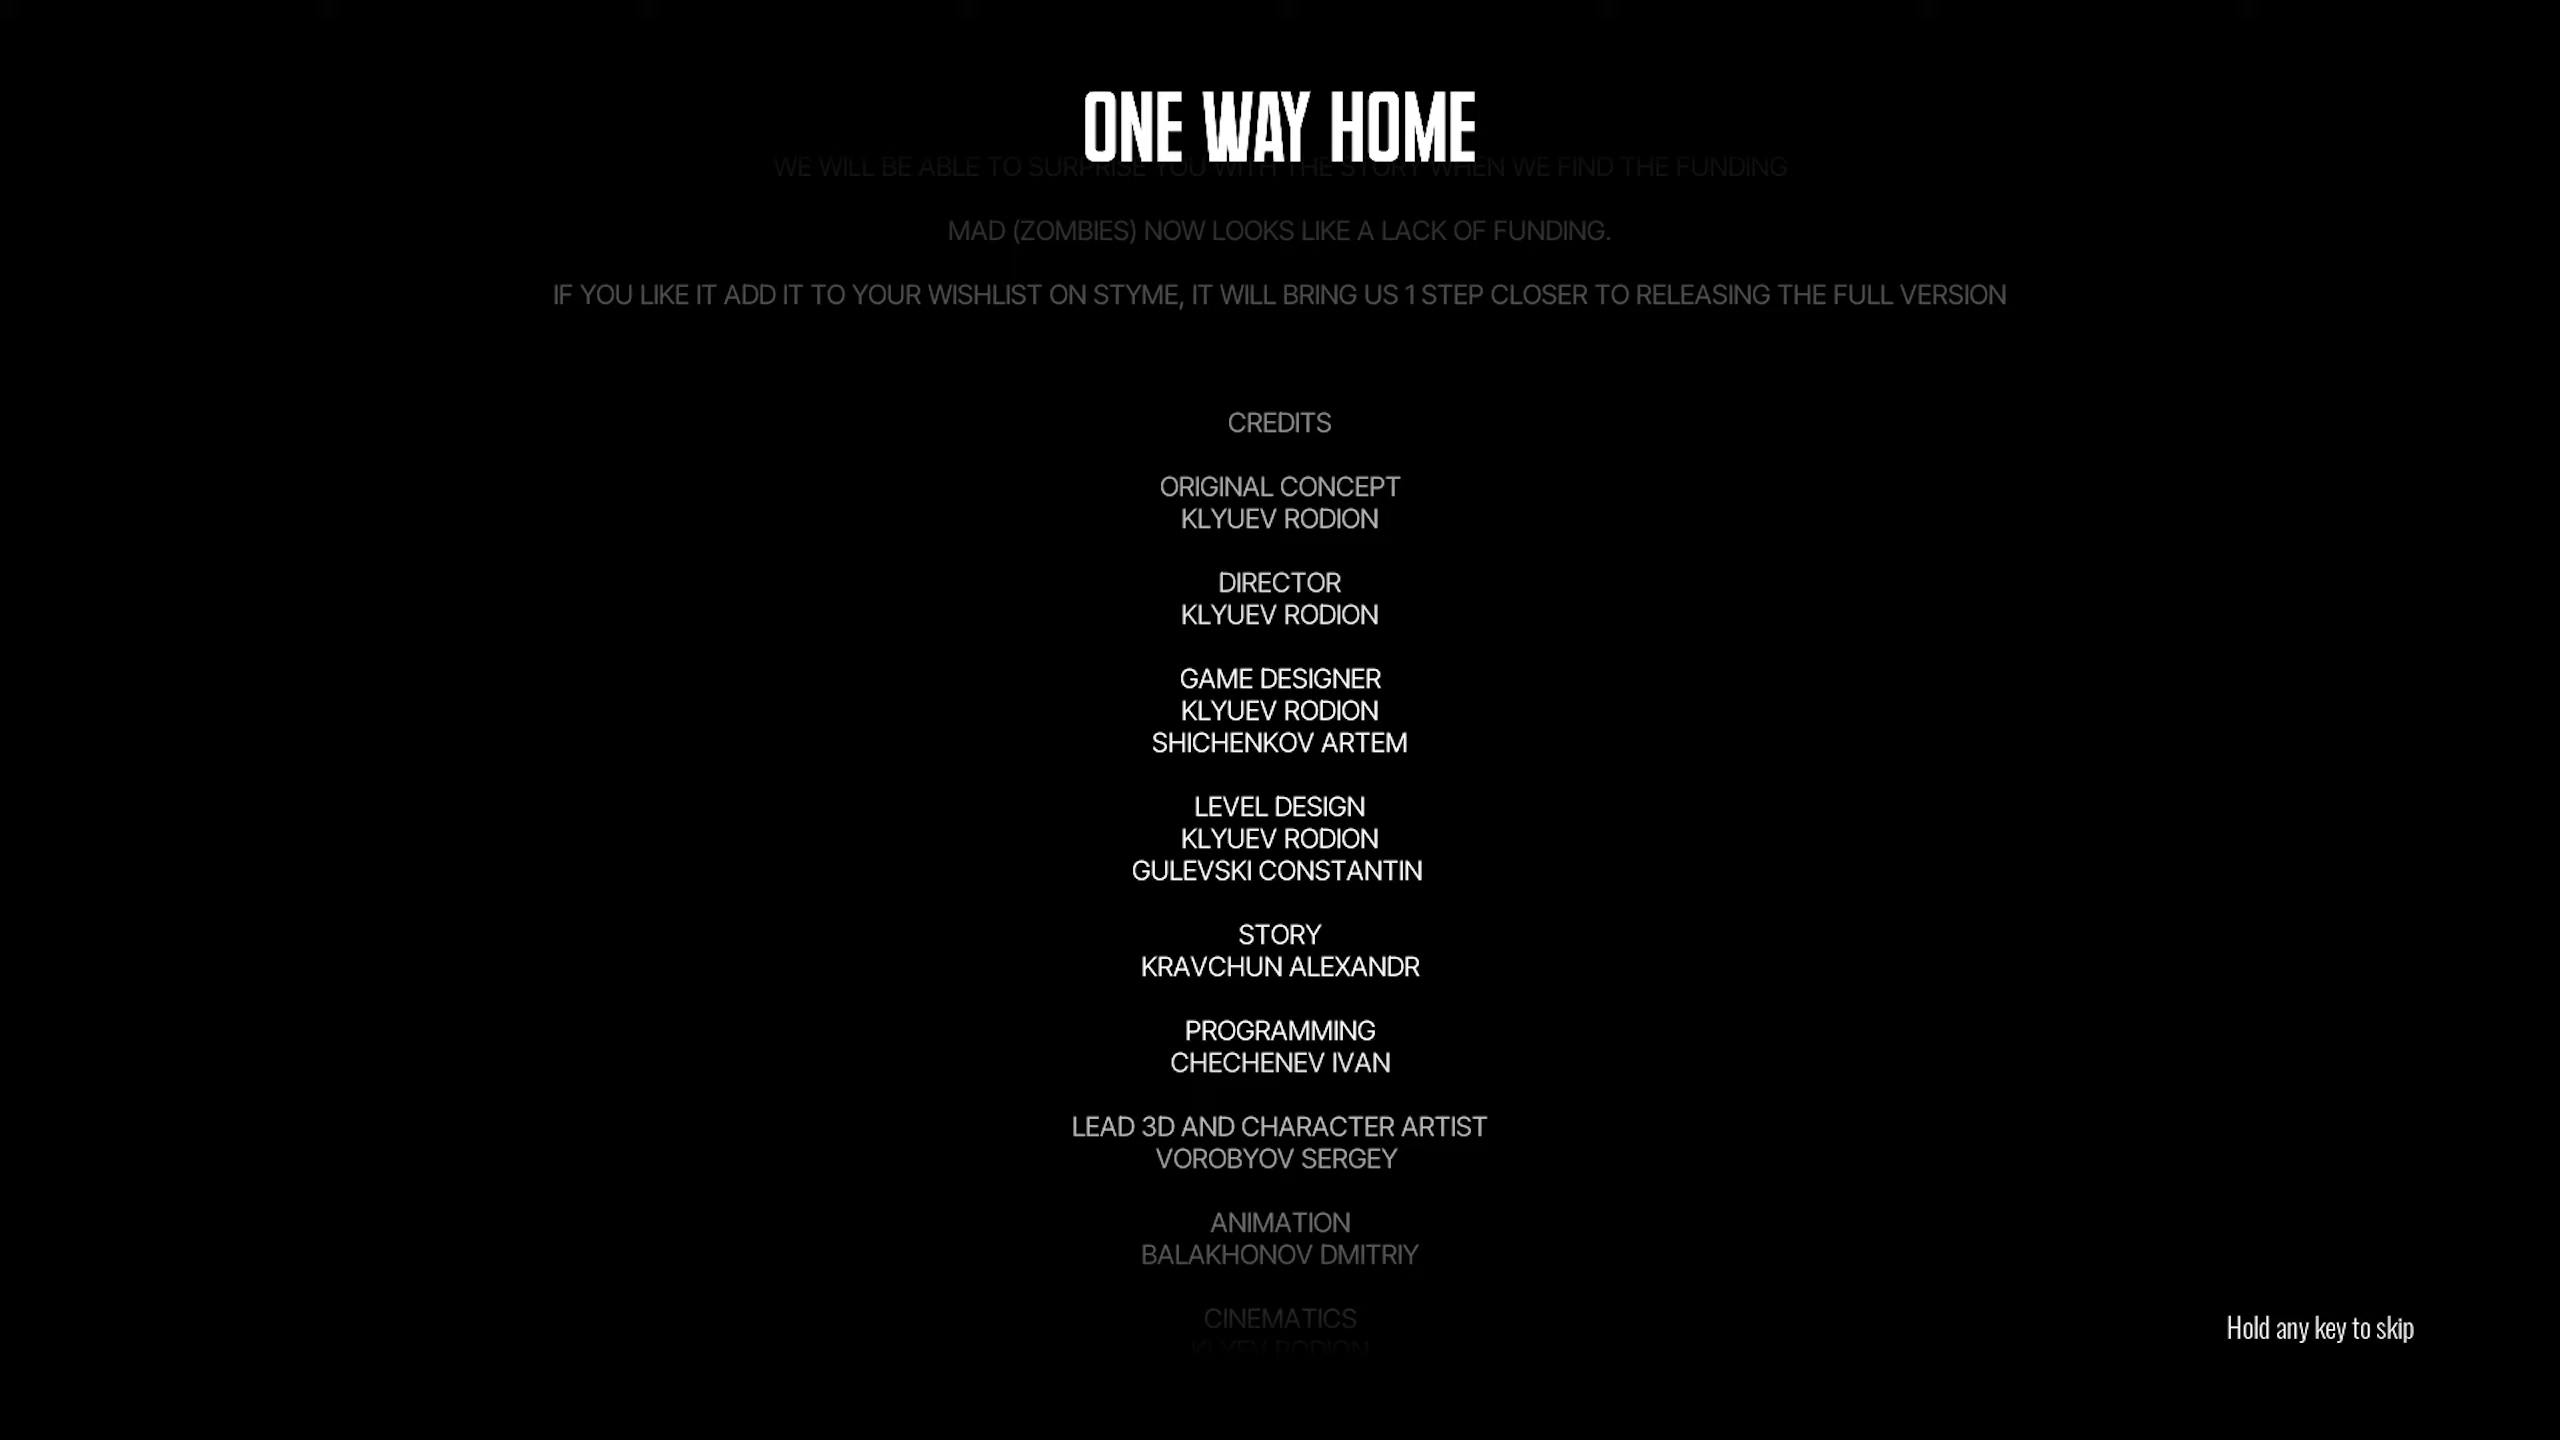 ONE WAY HOME
WE WILL BE ABLE TO SURPRISE YOU WITH THE STORY WHEN WE FIND THE FUNDING
MAD (ZOMBIES) NOW LOOKS LIKE A LACK OF FUNDING.
IF YOU LIKE IT ADD IT TO YOUR WISHLIST ON STYME, IT WILL BRING US 1 STEP CLOSER TO RELEASING THE FULL VERSION
CREDITS
ORIGINAL CONCEPT
KLYUEV RODION
DIRECTOR
KLYUEV RODION
GAME DESIGNER
KLYUEV RODION
SHICHENKOV ARTEM
LEVEL DESIGN
KLYUEV RODION
GULEVSKI CONSTANTIN
STORY
KRAVCHUN ALEXANDR
PROGRAMMING
CHECHENEV IVAN
LEAD 3D AND CHARACTER ARTIST
VOROBYOV SERGEY
ANIMATION
BALAKHONOV DMITRIY
CINEMATICS
KLYEV RODION
Hold any key to skip